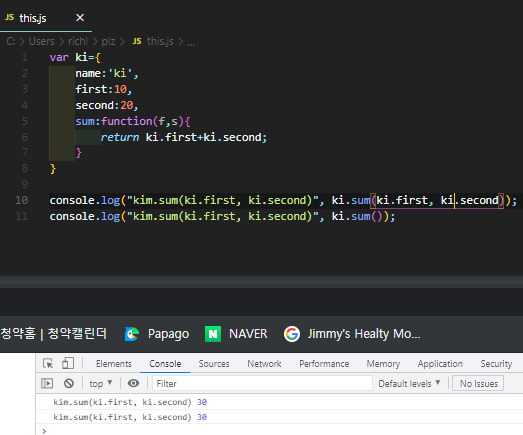 JS this.js ×
C: > Users > richl > plz > JS this.js > ...
1 var ki={
2 name:'ki',
3 first:10,
4 second:20,
5 sum:function(f,s){
6 return ki.first+ki.second;
7 }
8 }
9
10 console.log("kim.sum(ki.first, ki.second)", ki.sum(ki.first, ki.second));
11 console.log("kim.sum(ki.first, ki.second)", ki.sum());
청약홈 | 청약캘린더 Papago N NAVER G Jimmy's Healty Mo...
Elements Console Sources Network Performance Memory Application Security
top ▾ Filter Default levels ▾ No Issues
kim.sum(ki.first, ki.second) 30
kim.sum(ki.first, ki.second) 30
>